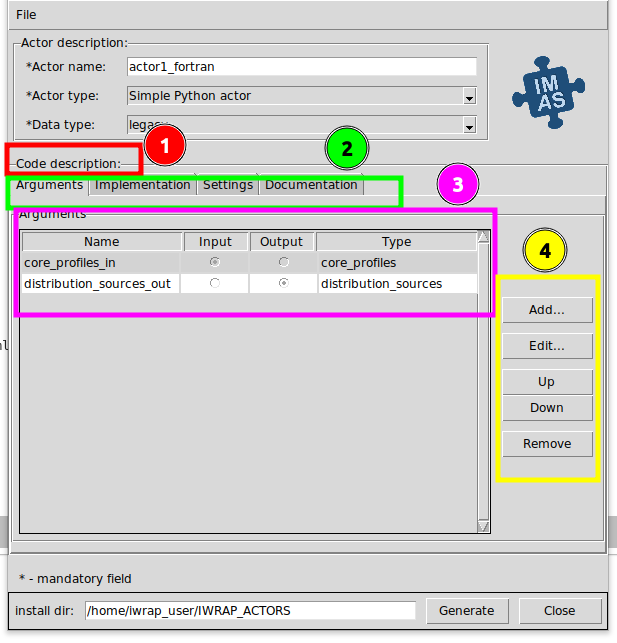 File
Actor description:
*Actor name: actor1_fortran
*Actor type: Simple Python actor
*Data type: legacy
IM
AS
1
2
Code description:
3
Arguments Implementation Settings Documentation
Arguments
Name Input Output Type
4
core_profiles_in core_profiles
distribution_sources_out distribution_sources
Add...
Edit...
Up
Down
Remove
* - mandatory field
install dir: /home/iwrap_user/IWRAP_ACTORS Generate Close